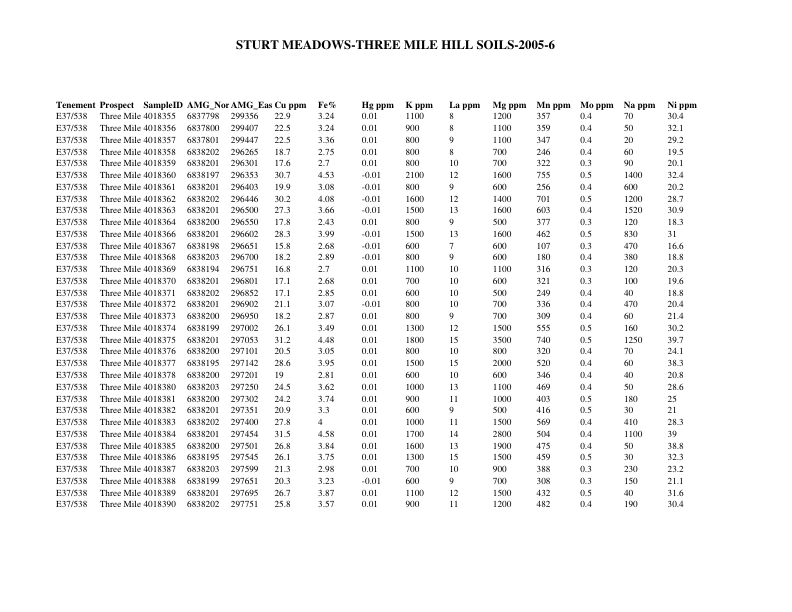 STURT MEADOWS-THREE MILE HILL SOILS-2005-6
Tenement Prospect SampleID AMG_Nor AMG_Eas Cu ppm Fe% Hg ppm K ppm La ppm Mg ppm Mn ppm Mo ppm Na ppm Ni ppm
E37/538 Three Mile 4018355 6837798 299356 22.9 3.24 0.01 1100 8 1200 357 0.4 70 30.4
E37/538 Three Mile 4018356 6837800 299407 22.5 3.24 0.01 900 8 1100 359 0.4 50 32.1
E37/538 Three Mile 4018357 6837801 299447 22.5 3.36 0.01 800 9 1100 347 0.4 20 29.2
E37/538 Three Mile 4018358 6838202 296265 18.7 2.75 0.01 800 8 700 246 0.4 60 19.5
E37/538 Three Mile 4018359 6838201 296301 17.6 2.7 0.01 800 10 700 322 0.3 90 20.1
E37/538 Three Mile 4018360 6838197 296353 30.7 4.53 -0.01 2100 12 1600 755 0.5 1400 32.4
E37/538 Three Mile 4018361 6838201 296403 19.9 3.08 -0.01 800 9 600 256 0.4 600 20.2
E37/538 Three Mile 4018362 6838202 296446 30.2 4.08 -0.01 1600 12 1400 701 0.5 1200 28.7
E37/538 Three Mile 4018363 6838201 296500 27.3 3.66 -0.01 1500 13 1600 603 0.4 1520 30.9
E37/538 Three Mile 4018364 6838200 296550 17.8 2.43 0.01 800 9 500 377 0.3 120 18.3
E37/538 Three Mile 4018366 6838201 296602 28.3 3.99 -0.01 1500 13 1600 462 0.5 830 31
E37/538 Three Mile 4018367 6838198 296651 15.8 2.68 -0.01 600 7 600 107 0.3 470 16.6
E37/538 Three Mile 4018368 6838203 296700 18.2 2.89 -0.01 800 9 600 180 0.4 380 18.8
E37/538 Three Mile 4018369 6838194 296751 16.8 2.7 0.01 1100 10 1100 316 0.3 120 20.3
E37/538 Three Mile 4018370 6838201 296801 17.1 2.68 0.01 700 10 600 321 0.3 100 19.6
E37/538 Three Mile 4018371 6838202 296852 17.1 2.85 0.01 600 10 500 249 0.4 40 18.8
E37/538 Three Mile 4018372 6838201 296902 21.1 3.07 -0.01 800 10 700 336 0.4 470 20.4
E37/538 Three Mile 4018373 6838200 296950 18.2 2.87 0.01 800 9 700 309 0.4 60 21.4
E37/538 Three Mile 4018374 6838199 297002 26.1 3.49 0.01 1300 12 1500 555 0.5 160 30.2
E37/538 Three Mile 4018375 6838201 297053 31.2 4.48 0.01 1800 15 3500 740 0.5 1250 39.7
E37/538 Three Mile 4018376 6838200 297101 20.5 3.05 0.01 800 10 800 320 0.4 70 24.1
E37/538 Three Mile 4018377 6838195 297142 28.6 3.95 0.01 1500 15 2000 520 0.4 60 38.3
E37/538 Three Mile 4018378 6838200 297201 19 2.81 0.01 600 10 600 346 0.4 40 20.8
E37/538 Three Mile 4018380 6838203 297250 24.5 3.62 0.01 1000 13 1100 469 0.4 50 28.6
E37/538 Three Mile 4018381 6838200 297302 24.2 3.74 0.01 900 11 1000 403 0.5 180 25
E37/538 Three Mile 4018382 6838201 297351 20.9 3.3 0.01 600 9 500 416 0.5 30 21
E37/538 Three Mile 4018383 6838202 297400 27.8 4 0.01 1000 11 1500 569 0.4 410 28.3
E37/538 Three Mile 4018384 6838201 297454 31.5 4.58 0.01 1700 14 2800 504 0.4 1100 39
E37/538 Three Mile 4018385 6838200 297501 26.8 3.84 0.01 1600 13 1900 475 0.4 50 38.8
E37/538 Three Mile 4018386 6838195 297545 26.1 3.75 0.01 1300 15 1500 459 0.5 30 32.3
E37/538 Three Mile 4018387 6838203 297599 21.3 2.98 0.01 700 10 900 388 0.3 230 23.2
E37/538 Three Mile 4018388 6838199 297651 20.3 3.23 -0.01 600 9 700 308 0.3 150 21.1
E37/538 Three Mile 4018389 6838201 297695 26.7 3.87 0.01 1100 12 1500 432 0.5 40 31.6
E37/538 Three Mile 4018390 6838202 297751 25.8 3.57 0.01 900 11 1200 482 0.4 190 30.4